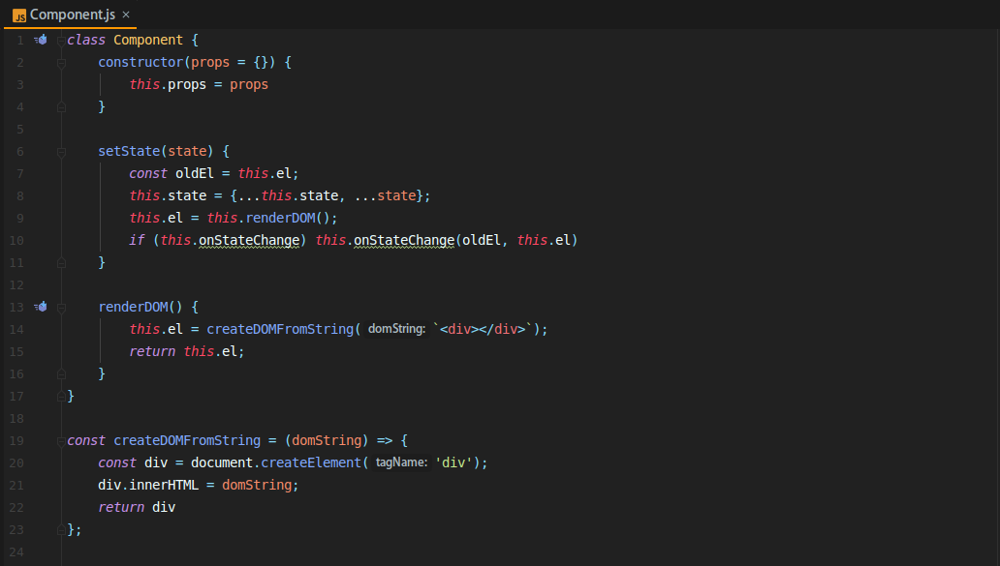 JS Component.js ×
1 class Component {
2     constructor(props = {}) {
3         this.props = props
4     }
5
6     setState(state) {
7         const oldEl = this.el;
8         this.state = {...this.state, ...state};
9         this.el = this.renderDOM();
10         if (this.onStateChange) this.onStateChange(oldEl, this.el)
11     }
12
13     renderDOM() {
14         this.el = createDOMFromString( domString: `<div></div>`);
15         return this.el;
16     }
17 }
18
19 const createDOMFromString = (domString) => {
20     const div = document.createElement( tagName: 'div');
21     div.innerHTML = domString;
22     return div
23 };
24